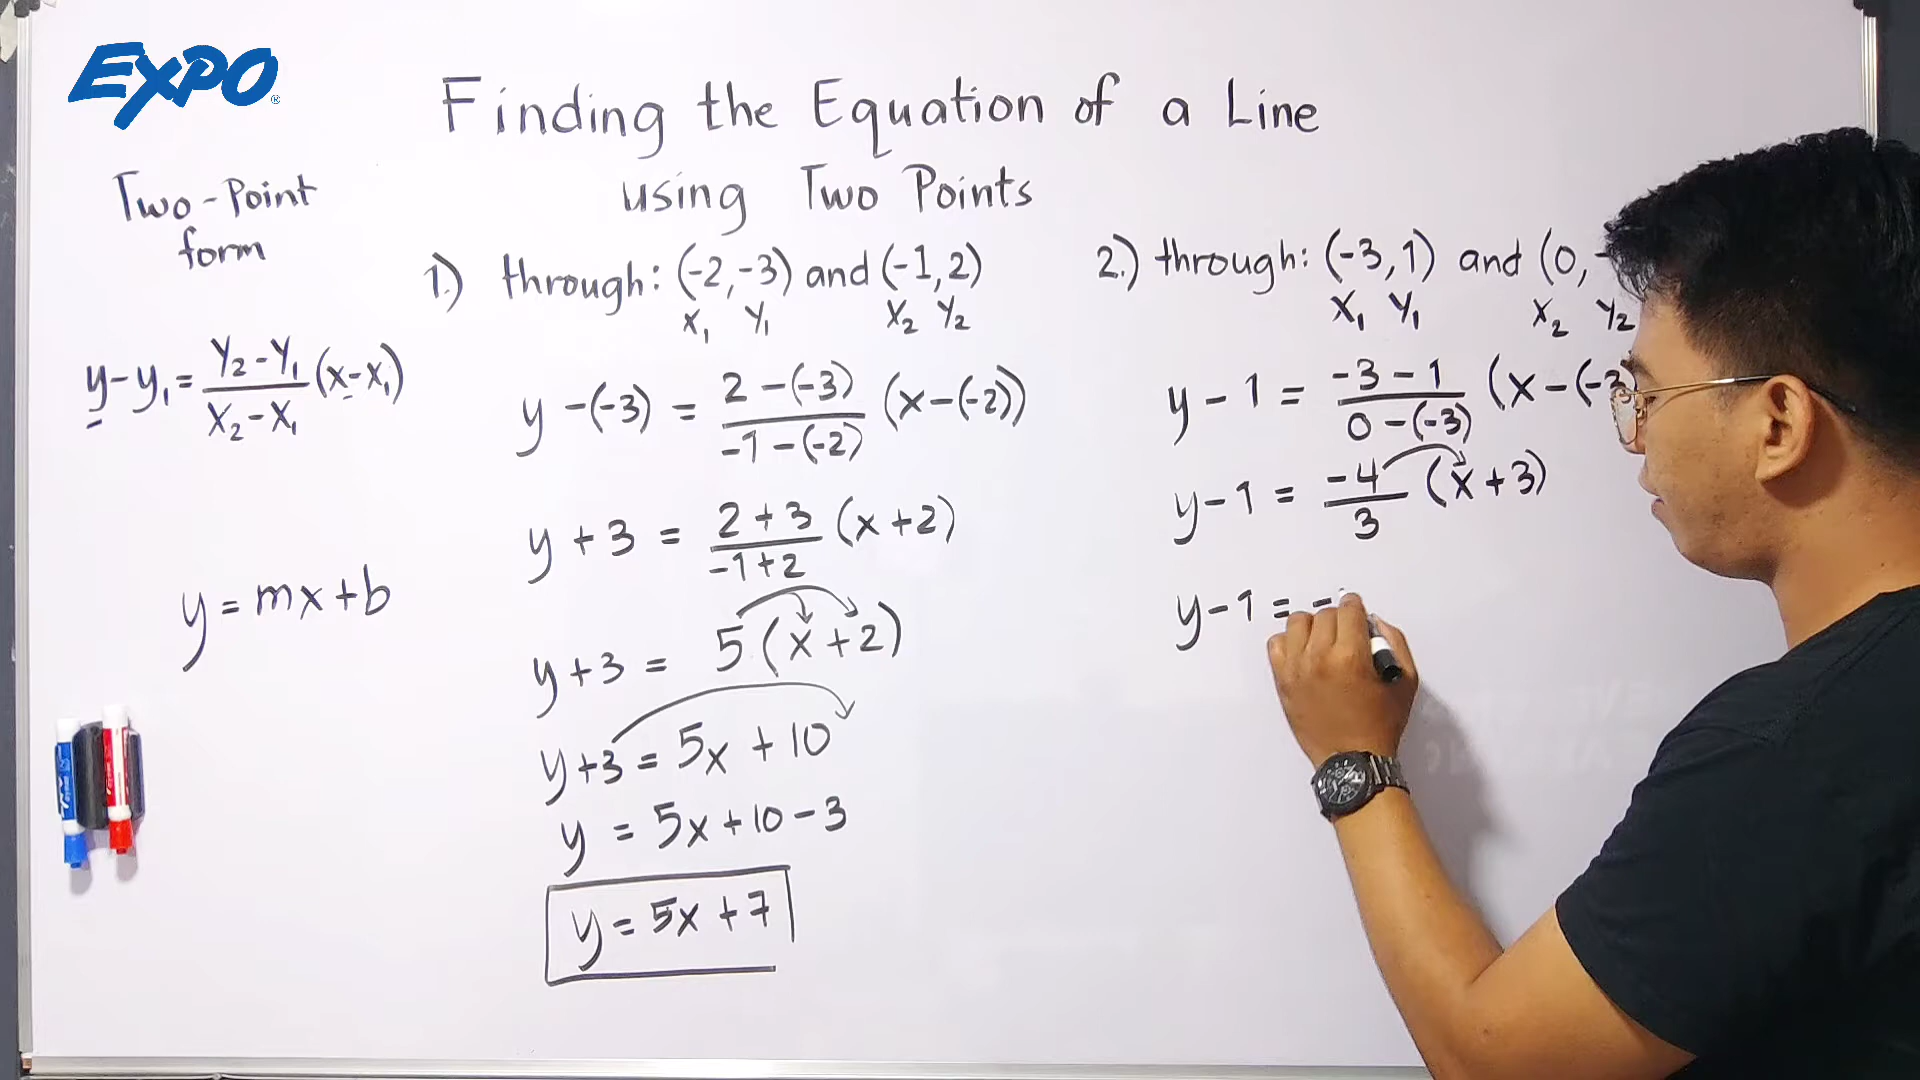 EXPO®
Finding the Equation of a Line
using Two Points
Two-Point
form
y-y₁ = Y₂-Y₁/X₂-X₁ (x-x₁)
y = mx+b
1.) through: (-2,-3) and (-1,2)
X₁ Y₁ X₂ Y₂
y-(-3) = 2-(-3)/-1-(-2) (x-(-2))
y+3 = 2+3/-1+2 (x+2)
y+3 = 5(x+2)
y+3 = 5x+10
y = 5x+10-3
y = 5x+7
2.) through: (-3,1) and (0,-
X₁ Y₁ X₂ Y₂
y-1 = -3-1/0-(-3) (x-(-3)
y-1 = -4/3 (x+3)
y-1 = -